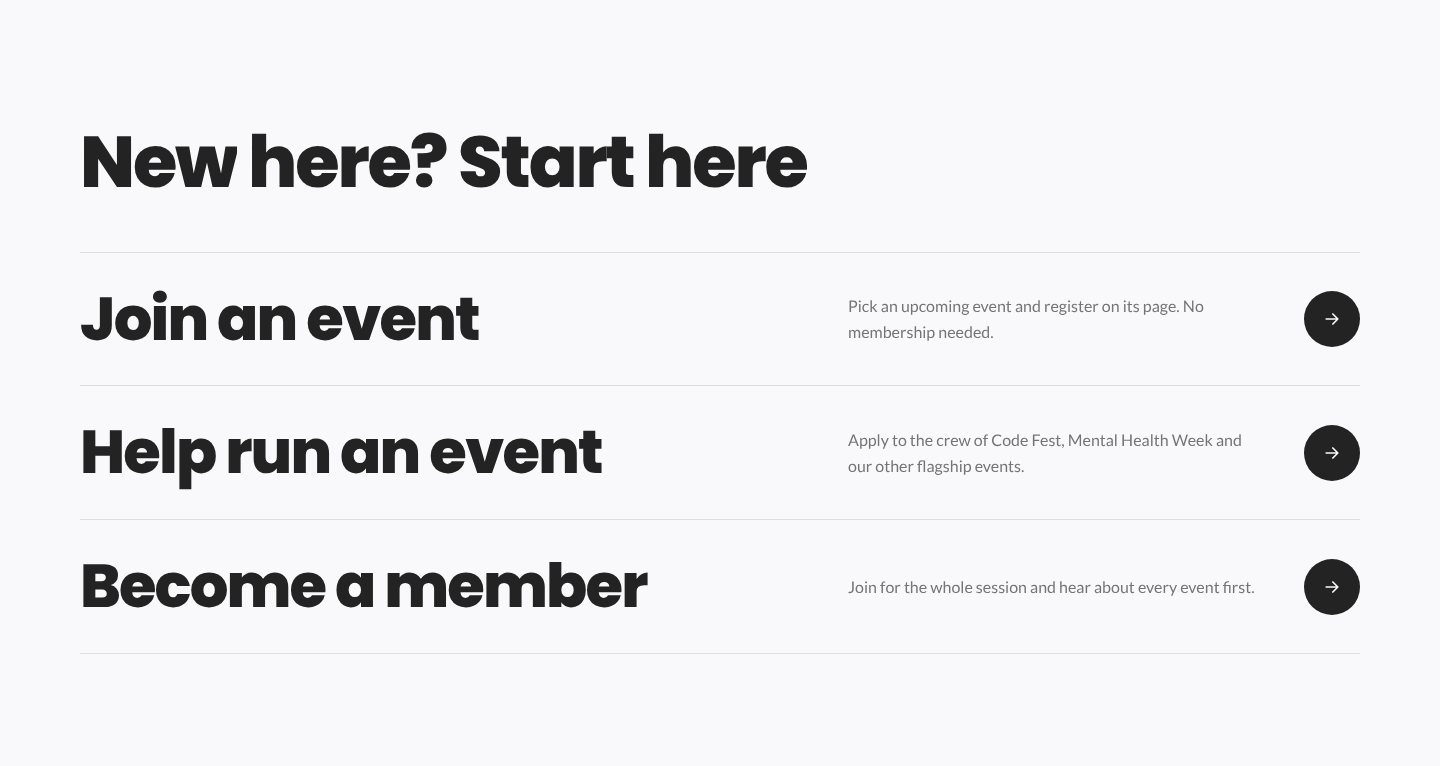 New here? Start here
Join an event
Pick an upcoming event and register on its page. No
membership needed.
Help run an event
Apply to the crew of Code Fest, Mental Health Week and
our other flagship events.
Become a member
Join for the whole session and hear about every event first.